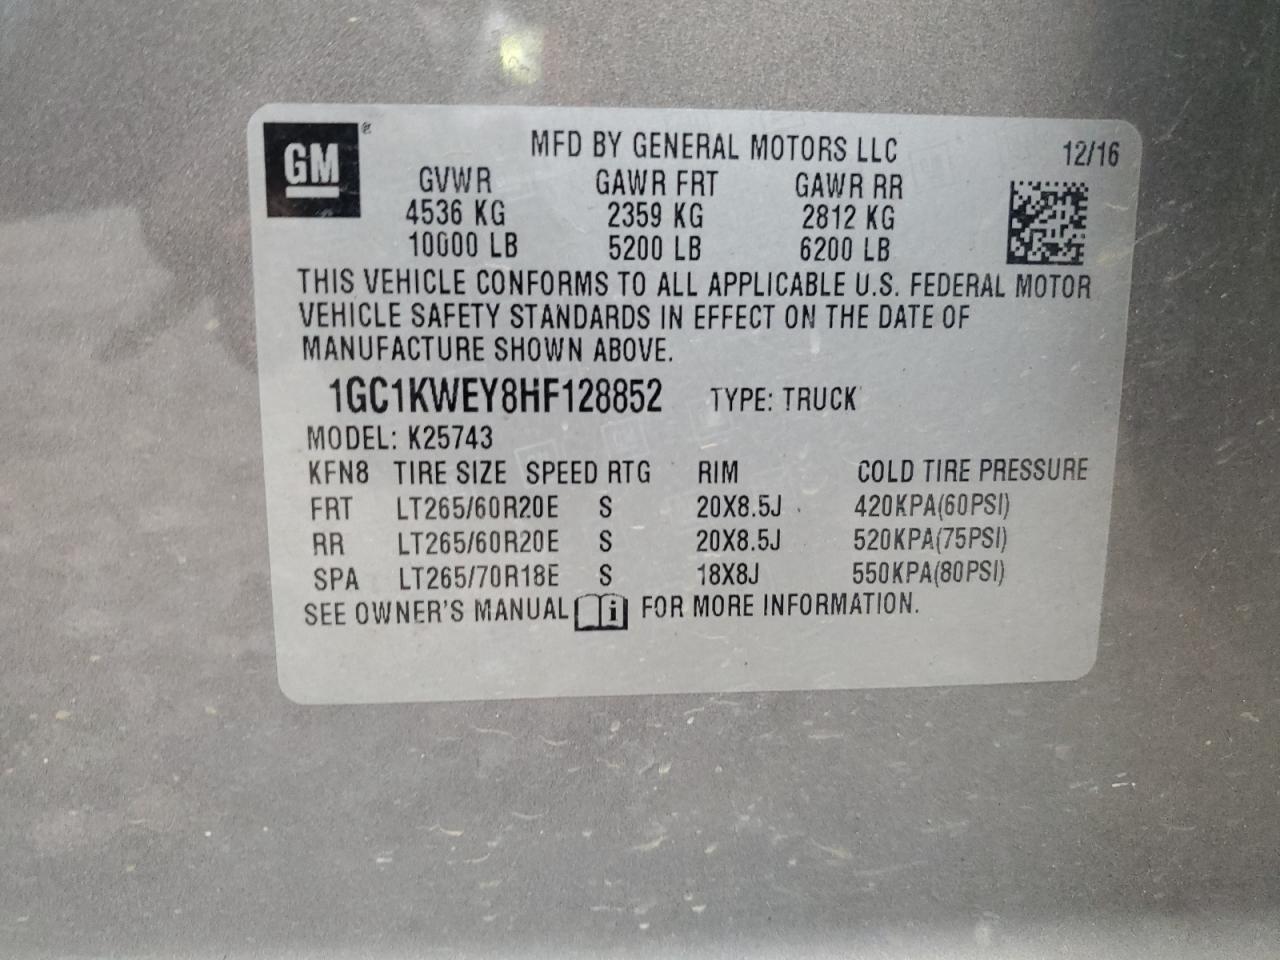 GM® MFD BY GENERAL MOTORS LLC 12/16
GVWR GAWR FRT GAWR RR
4536 KG 2359 KG 2812 KG
10000 LB 5200 LB 6200 LB
THIS VEHICLE CONFORMS TO ALL APPLICABLE U.S. FEDERAL MOTOR
VEHICLE SAFETY STANDARDS IN EFFECT ON THE DATE OF
MANUFACTURE SHOWN ABOVE.
1GC1KWEY8HF128852 TYPE: TRUCK
MODEL: K25743
KFN8 TIRE SIZE SPEED RTG RIM COLD TIRE PRESSURE
FRT LT265/60R20E S 20X8.5J 420KPA(60PSI)
RR LT265/60R20E S 20X8.5J 520KPA(75PSI)
SPA LT265/70R18E S 18X8J 550KPA(80PSI)
SEE OWNER'S MANUAL i FOR MORE INFORMATION.